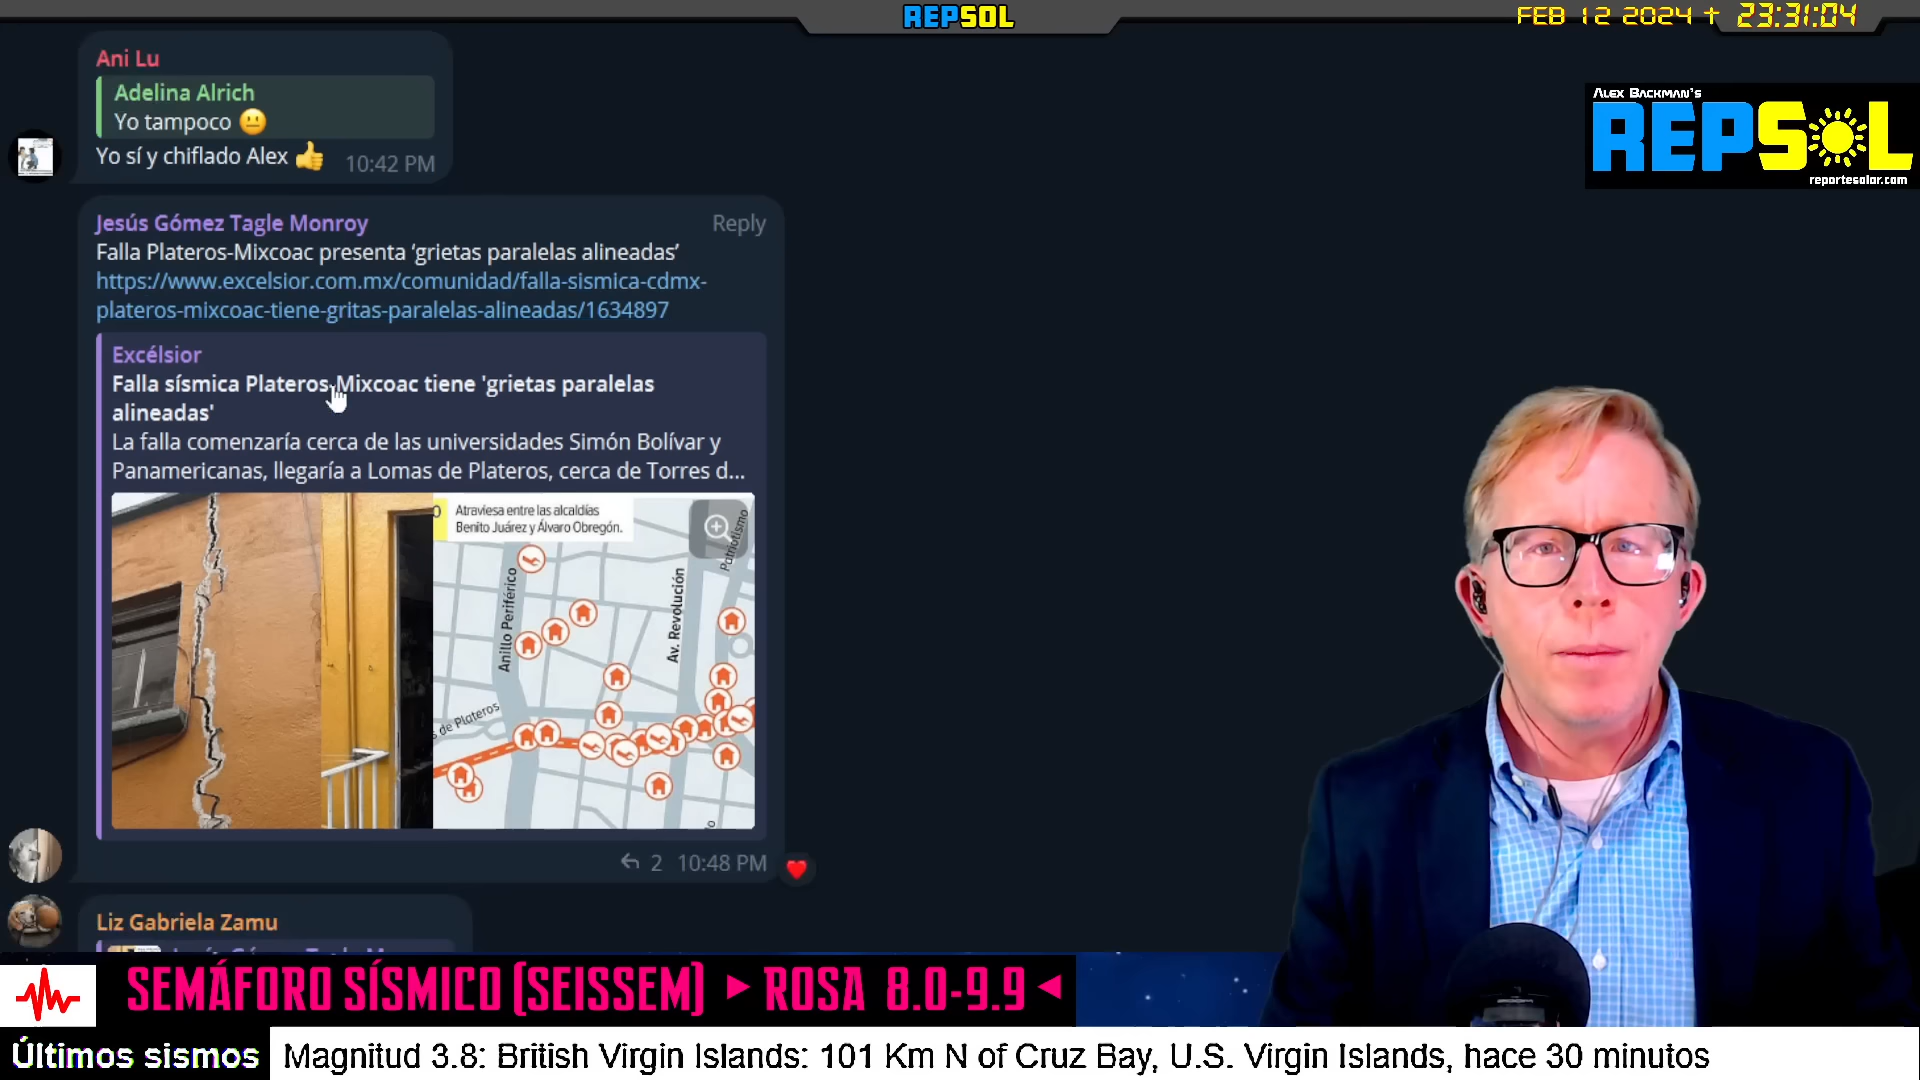 REPSOL
FEB 12 2024 † 23:31:04
ALEX BACKMAN'S
REPSOL
reportesolar.com
Ani Lu
Adelina Alrich
Yo tampoco 😐
Yo sí y chiflado Alex 👍 10:42 PM
Jesús Gómez Tagle Monroy Reply
Falla Plateros-Mixcoac presenta ‘grietas paralelas alineadas’
https://www.excelsior.com.mx/comunidad/falla-sismica-cdmx-
plateros-mixcoac-tiene-gritas-paralelas-alineadas/1634897
Excélsior
Falla sísmica Plateros-Mixcoac tiene 'grietas paralelas
alineadas'
La falla comenzaría cerca de las universidades Simón Bolívar y
Panamericanas, llegaría a Lomas de Plateros, cerca de Torres d...
Atraviesa entre las alcaldías
Benito Juárez y Álvaro Obregón.
Anillo Periférico
Av. Revolución
Patriotismo
de Plateros
2 10:48 PM
Liz Gabriela Zamu
SEMÁFORO SÍSMICO (SEISSEM) ► ROSA 8.0-9.9 ◄
Últimos sismos
Magnitud 3.8: British Virgin Islands: 101 Km N of Cruz Bay, U.S. Virgin Islands, hace 30 minutos